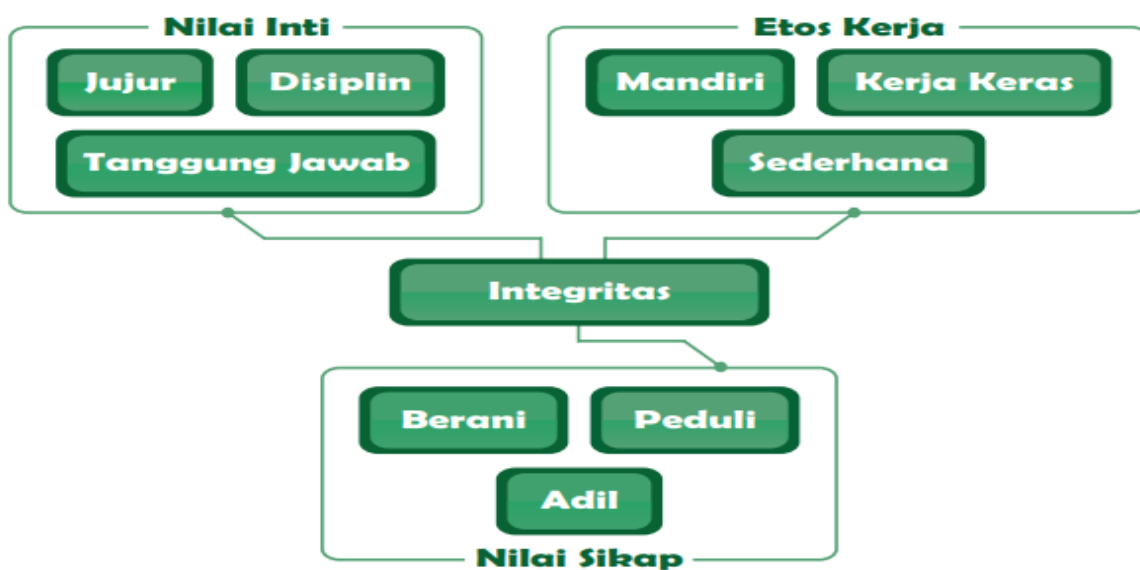 Nilai Inti
Jujur
Disiplin
Tanggung Jawab
Etos Kerja
Mandiri
Kerja Keras
Sederhana
Integritas
Berani
Peduli
Adil
Nilai Sikap